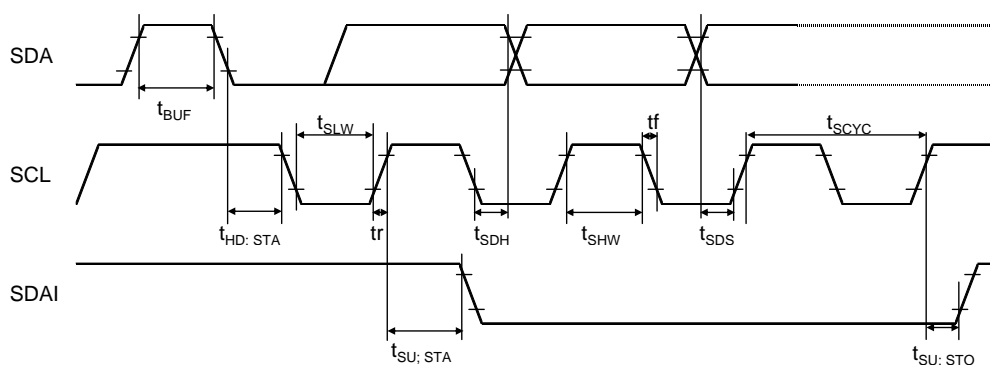 SDA
tBUF
tSLW
tf
tSCYC
SCL
tHD: STA
tr
tSDH
tSHW
tSDS
SDAI
tSU; STA
tSU; STO